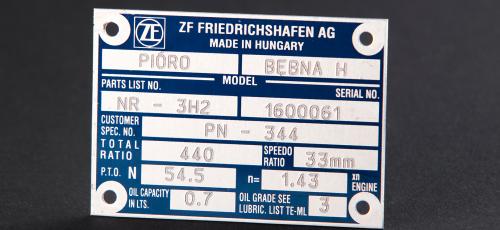 ZF
ZF FRIEDRICHSHAFEN AG
MADE IN HUNGARY
PIÓRO BĘBNA H
MODEL
PARTS LIST NO. SERIAL NO.
NR - 3H2 1600061
CUSTOMER SPEC. NO. PN - 344
TOTAL RATIO 440 SPEEDO RATIO 33mm
P.T.O. N 54.5 n= 1.43 xn ENGINE
OIL CAPACITY IN LTS. 0.7 OIL GRADE SEE LUBRIC. LIST TE-ML 3